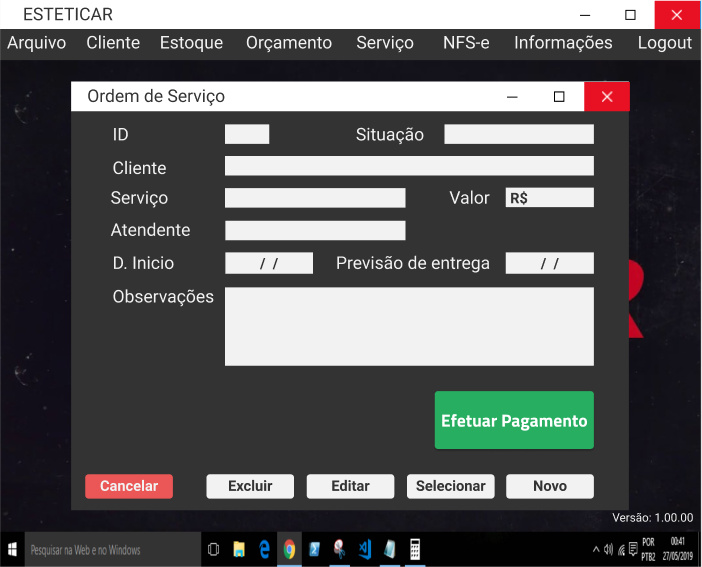 ESTETICAR
Arquivo Cliente Estoque Orçamento Serviço NFS-e Informações Logout
Ordem de Serviço
ID Situação
Cliente
Serviço Valor R$
Atendente
D. Inicio / / Previsão de entrega / /
Observações
Efetuar Pagamento
Cancelar Excluir Editar Selecionar Novo
Versão: 1.00.00
Pesquisar na Web e no Windows
POR 00:41
PTB2 27/05/2019